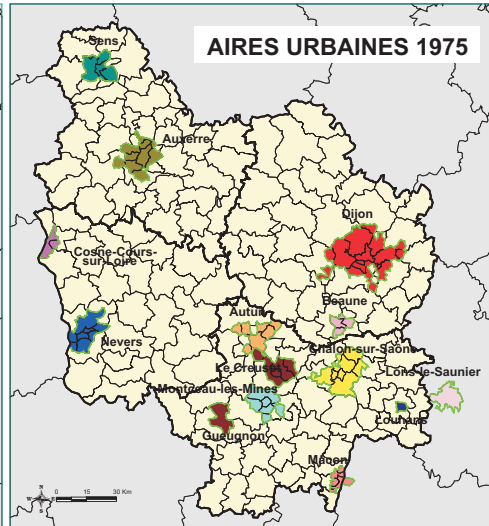 AIRES URBAINES 1975
Sens
Auxerre
Dijon
Cosne-Cours-
sur-Loire
Beaune
Autun
Nevers
Chalon-sur-Saône
Le Creusot
Lons-le-Saunier
Montceau-les-Mines
Louhans
Gueugnon
Mâcon
N
0 15 30 Km